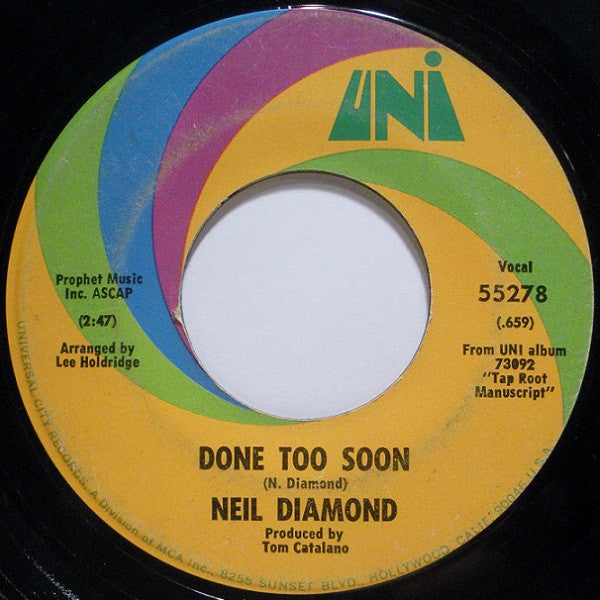 UNI
Prophet Music
Inc. ASCAP
(2:47)
Arranged by
Lee Holdridge
Vocal
55278
(.659)
From UNI album
73092
"Tap Root
Manuscript"
DONE TOO SOON
(N. Diamond)
NEIL DIAMOND
Produced by
Tom Catalano
UNIVERSAL CITY RECORDS, A Division of MCA Inc., 8255 SUNSET BLVD., HOLLYWOOD, CALIF. 90046 U.S.A.